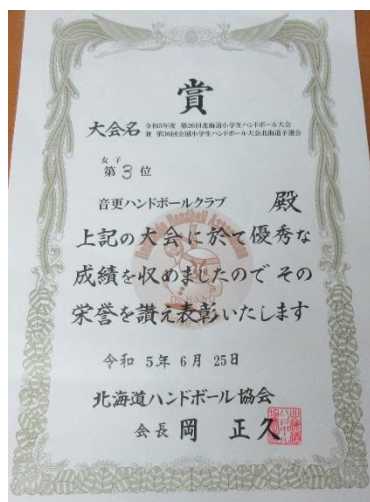 賞
大会名 令和5年度 第26回北海道小学生ハンドボール大会
兼 第36回全国小学生ハンドボール大会北海道予選会
女子
第3位
音更ハンドボールクラブ 殿
上記の大会に於て優秀な
成績を収めましたのでその
栄誉を讃え表彰いたします
令和 5年 6月 25日
北海道ハンドボール協会
会長 岡 正久